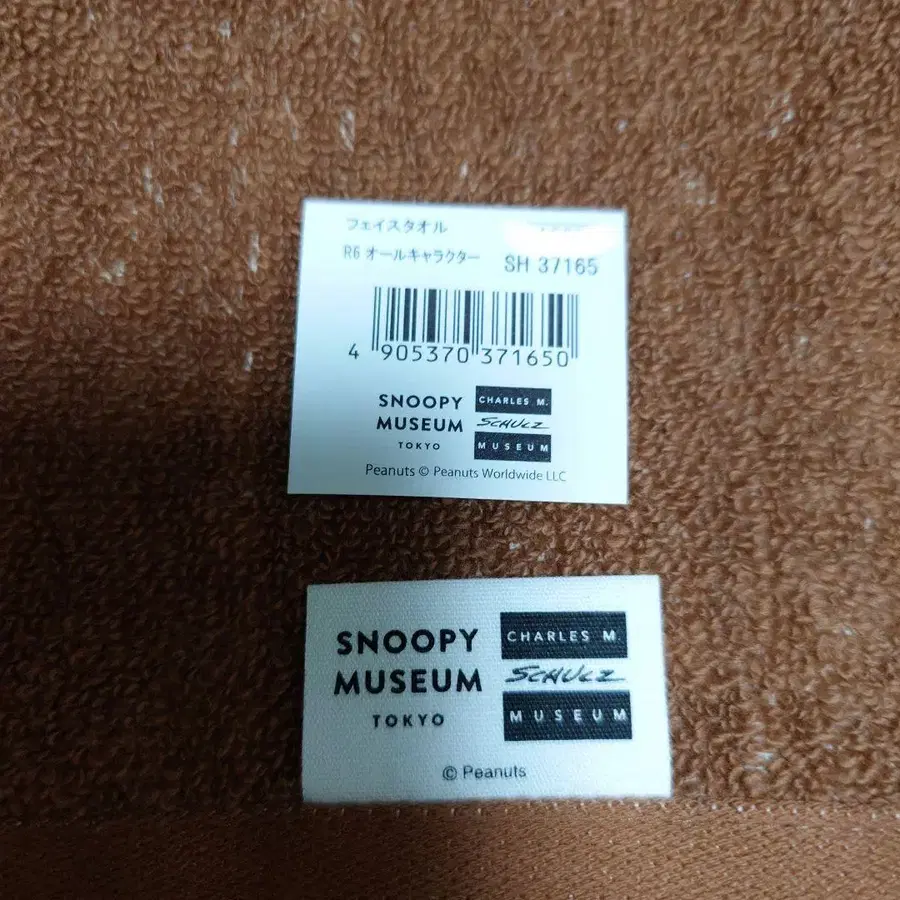 フェイスタオル
R6 オールキャラクター SH 37165
4 905370 371650
SNOOPY
MUSEUM
TOKYO
CHARLES M.
SCHULZ
MUSEUM
Peanuts © Peanuts Worldwide LLC
SNOOPY
MUSEUM
TOKYO
CHARLES M.
SCHULZ
MUSEUM
© Peanuts